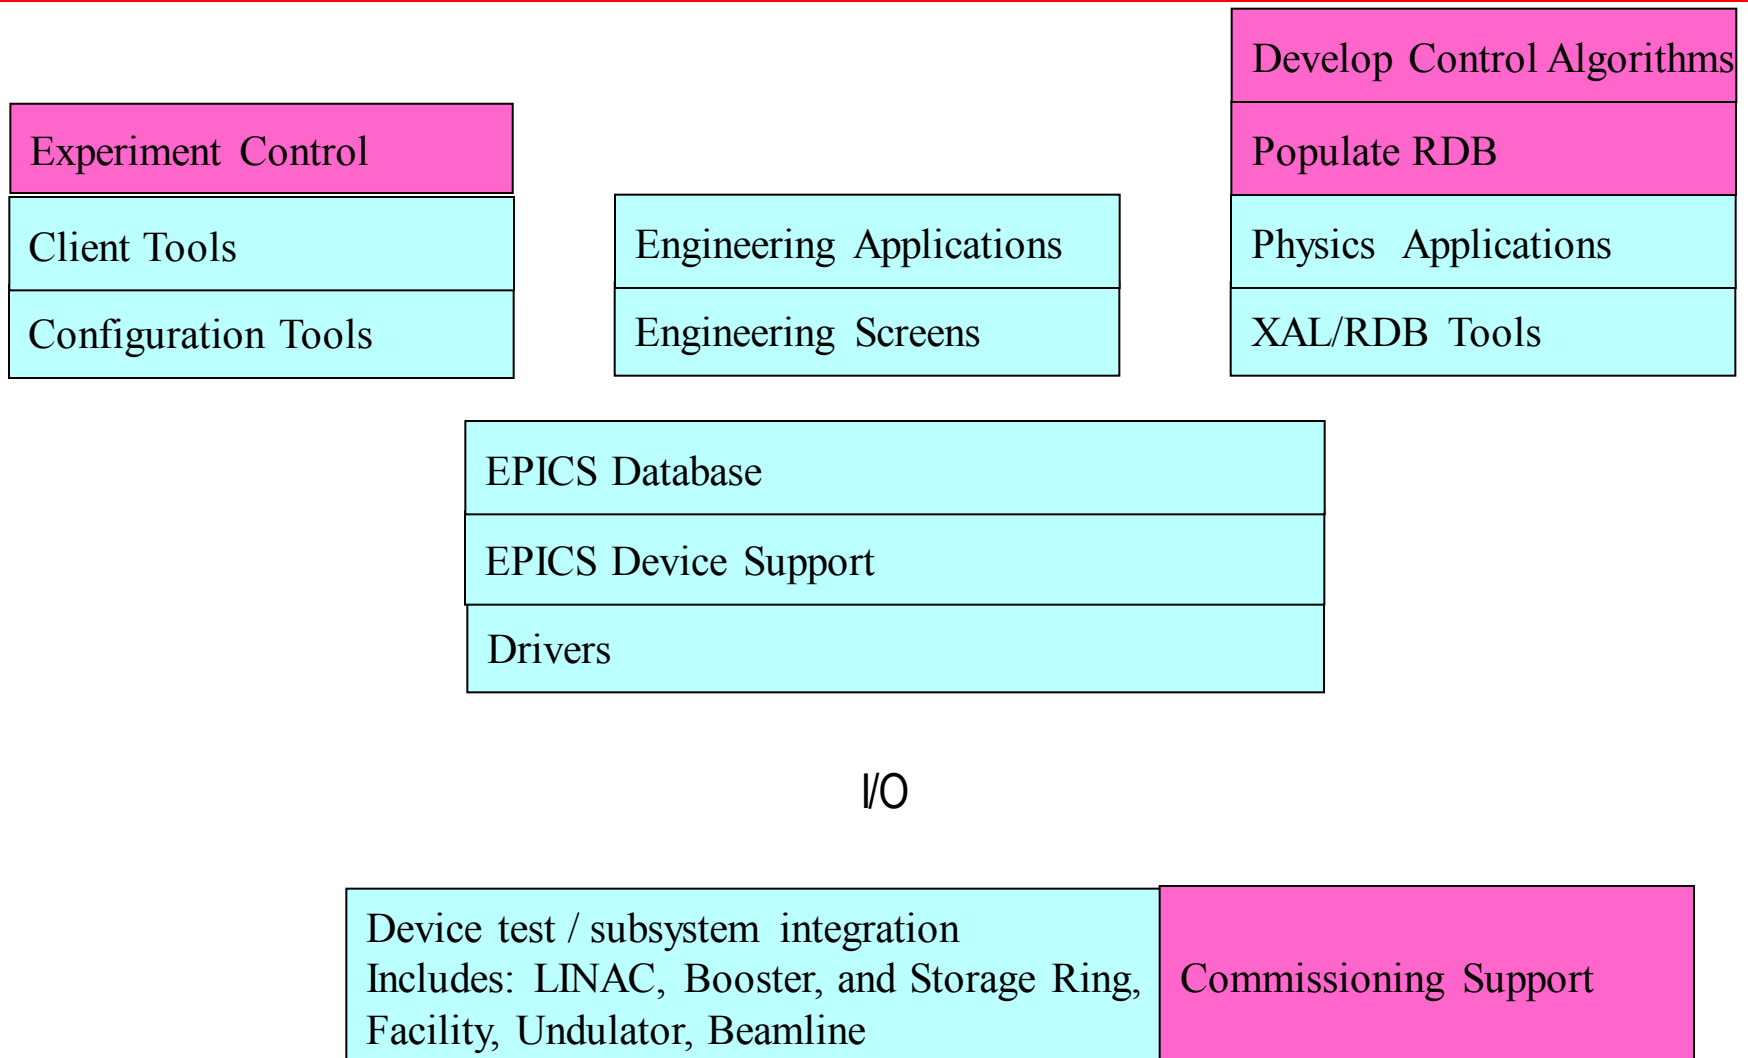 Develop Control Algorithms
Experiment Control
Populate RDB
Client Tools
Engineering Applications
Physics Applications
Configuration Tools
Engineering Screens
XAL/RDB Tools
EPICS Database
EPICS Device Support
Drivers
I/O
Device test / subsystem integration
Includes: LINAC, Booster, and Storage Ring,
Facility, Undulator, Beamline
Commissioning Support